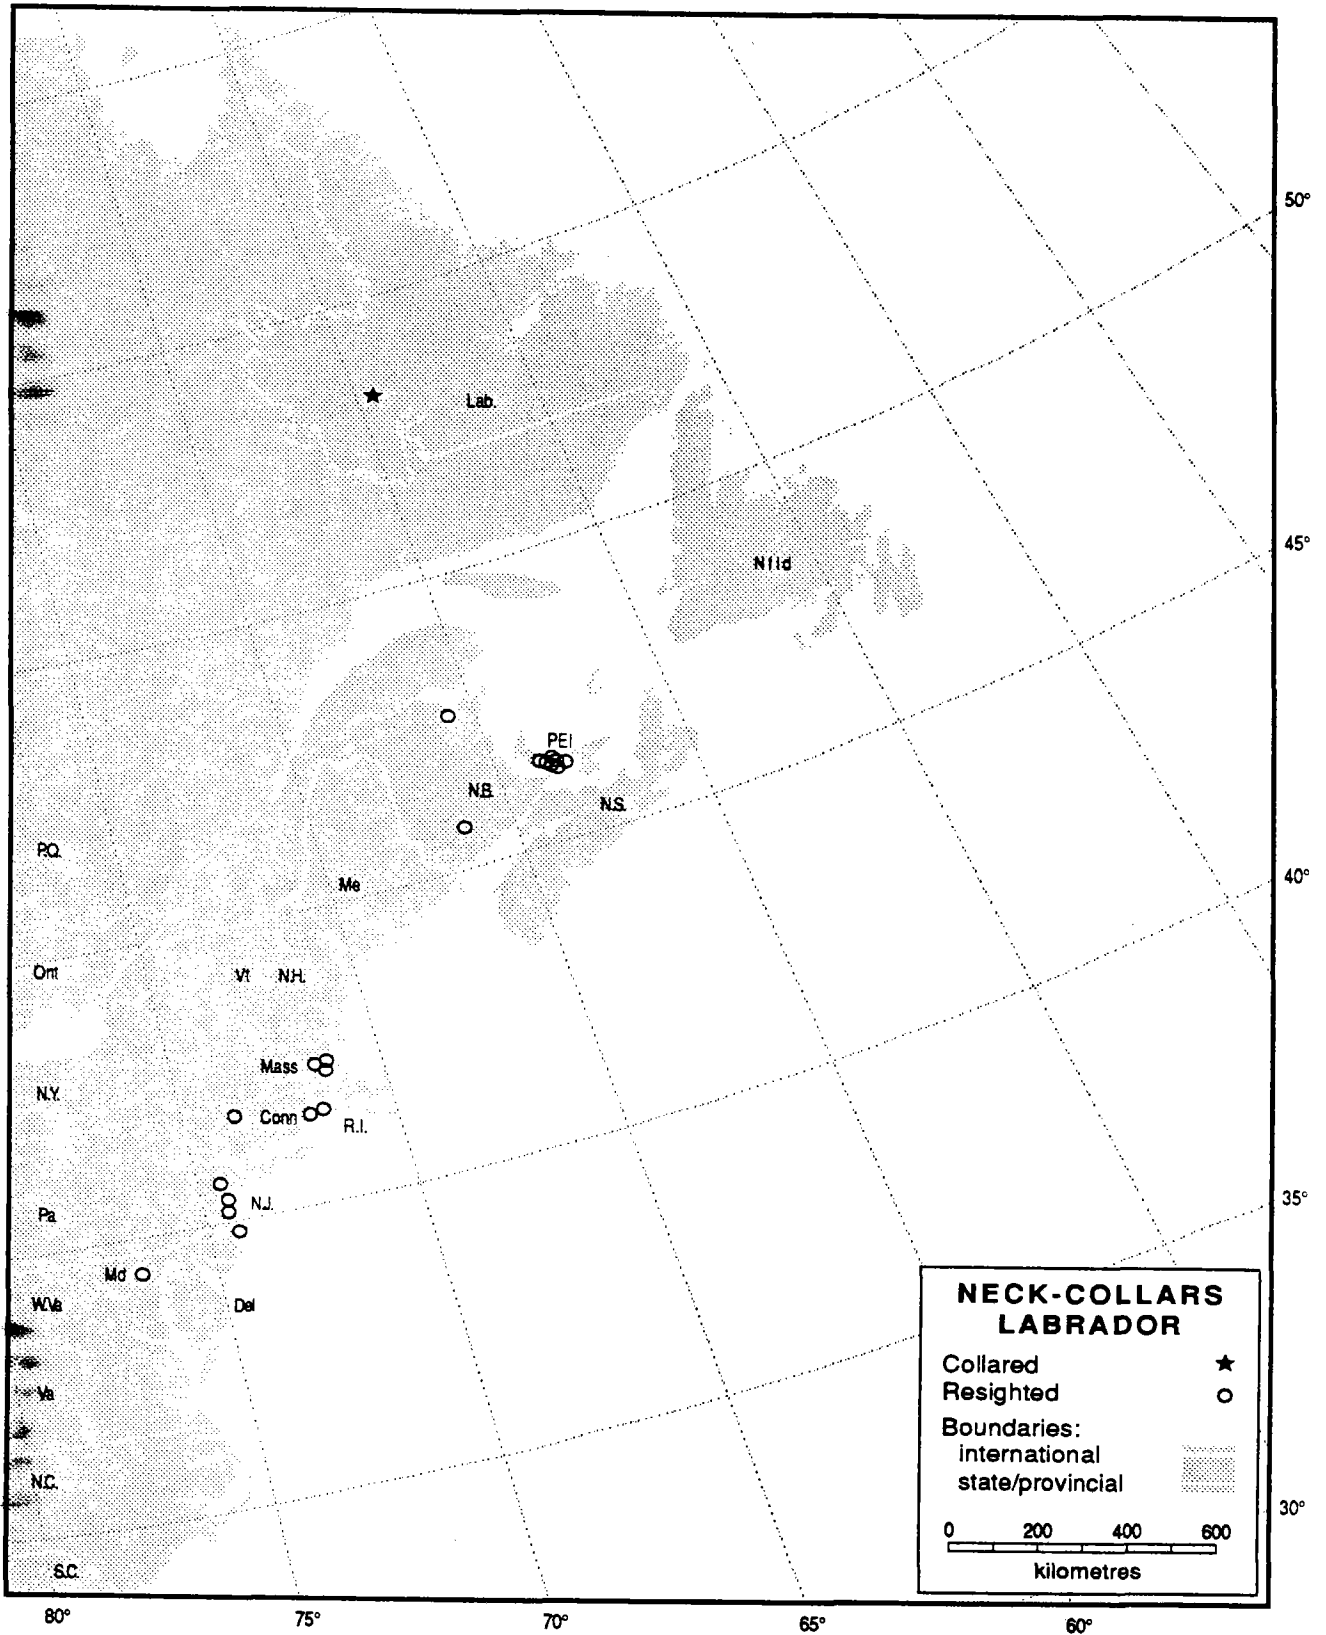 50°
Lab.
45°
Nfld
PEI
N.B.
N.S.
P.Q.
40°
Me
Ont
Vt N.H.
Mass
N.Y.
Conn
R.I.
35°
N.J.
Pa
Md
W.Va
Del
NECK-COLLARS
LABRADOR
Collared
Resighted
Va
Boundaries:
international
state/provincial
N.C.
30°
0 200 400 600
kilometres
S.C.
80° 75° 70° 65° 60°